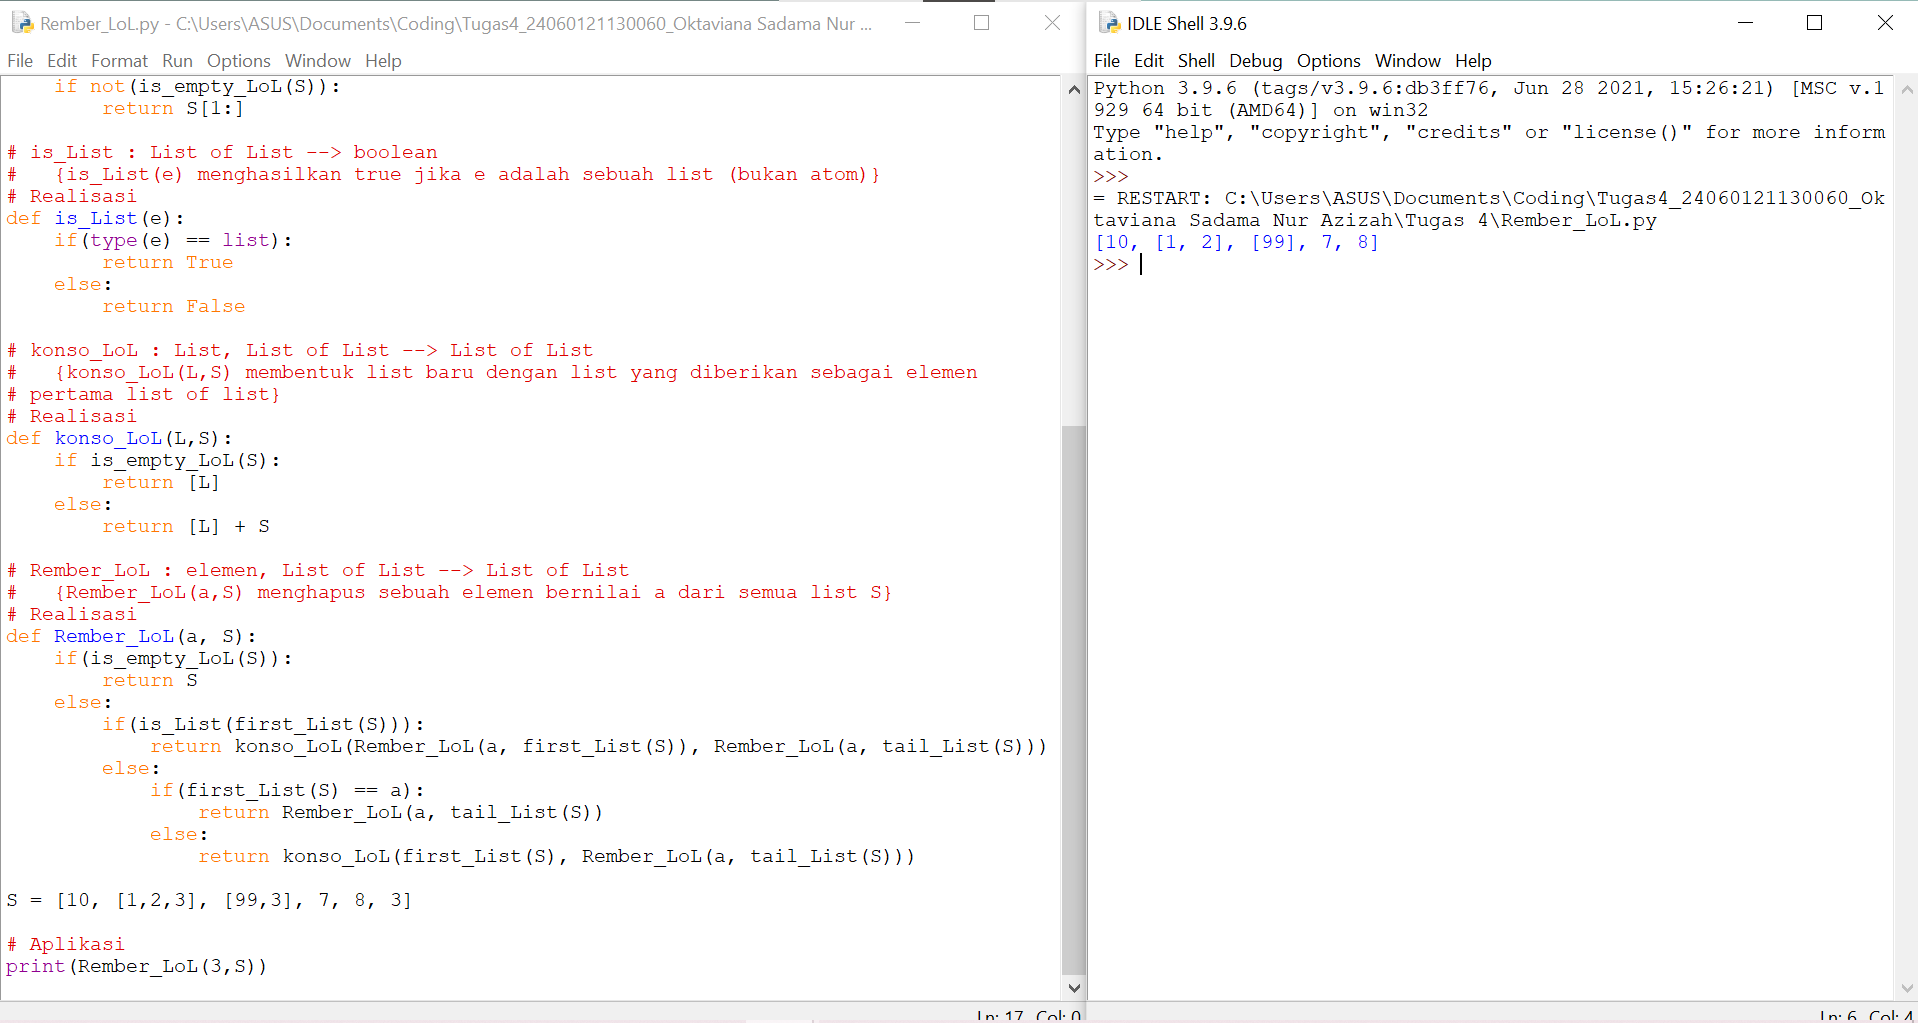 Rember_LoL.py - C:\Users\ASUS\Documents\Coding\Tugas4_24060121130060_Oktaviana Sadama Nur ...
File Edit Format Run Options Window Help
    if not(is_empty_LoL(S)):
        return S[1:]

# is_List : List of List --> boolean
#   {is_List(e) menghasilkan true jika e adalah sebuah list (bukan atom)}
# Realisasi
def is_List(e):
    if(type(e) == list):
        return True
    else:
        return False

# konso_LoL : List, List of List --> List of List
#   {konso_LoL(L,S) membentuk list baru dengan list yang diberikan sebagai elemen
# pertama list of list}
# Realisasi
def konso_LoL(L,S):
    if is_empty_LoL(S):
        return [L]
    else:
        return [L] + S

# Rember_LoL : elemen, List of List --> List of List
#   {Rember_LoL(a,S) menghapus sebuah elemen bernilai a dari semua list S}
# Realisasi
def Rember_LoL(a, S):
    if(is_empty_LoL(S)):
        return S
    else:
        if(is_List(first_List(S))):
            return konso_LoL(Rember_LoL(a, first_List(S)), Rember_LoL(a, tail_List(S)))
        else:
            if(first_List(S) == a):
                return Rember_LoL(a, tail_List(S))
            else:
                return konso_LoL(first_List(S), Rember_LoL(a, tail_List(S)))

S = [10, [1,2,3], [99,3], 7, 8, 3]

# Aplikasi
print(Rember_LoL(3,S))
Ln: 17 Col: 0
IDLE Shell 3.9.6
File Edit Shell Debug Options Window Help
Python 3.9.6 (tags/v3.9.6:db3ff76, Jun 28 2021, 15:26:21) [MSC v.1
929 64 bit (AMD64)] on win32
Type "help", "copyright", "credits" or "license()" for more inform
ation.
>>>
= RESTART: C:\Users\ASUS\Documents\Coding\Tugas4_24060121130060_Ok
taviana Sadama Nur Azizah\Tugas 4\Rember_LoL.py
[10, [1, 2], [99], 7, 8]
>>>
Ln: 6 Col: 4